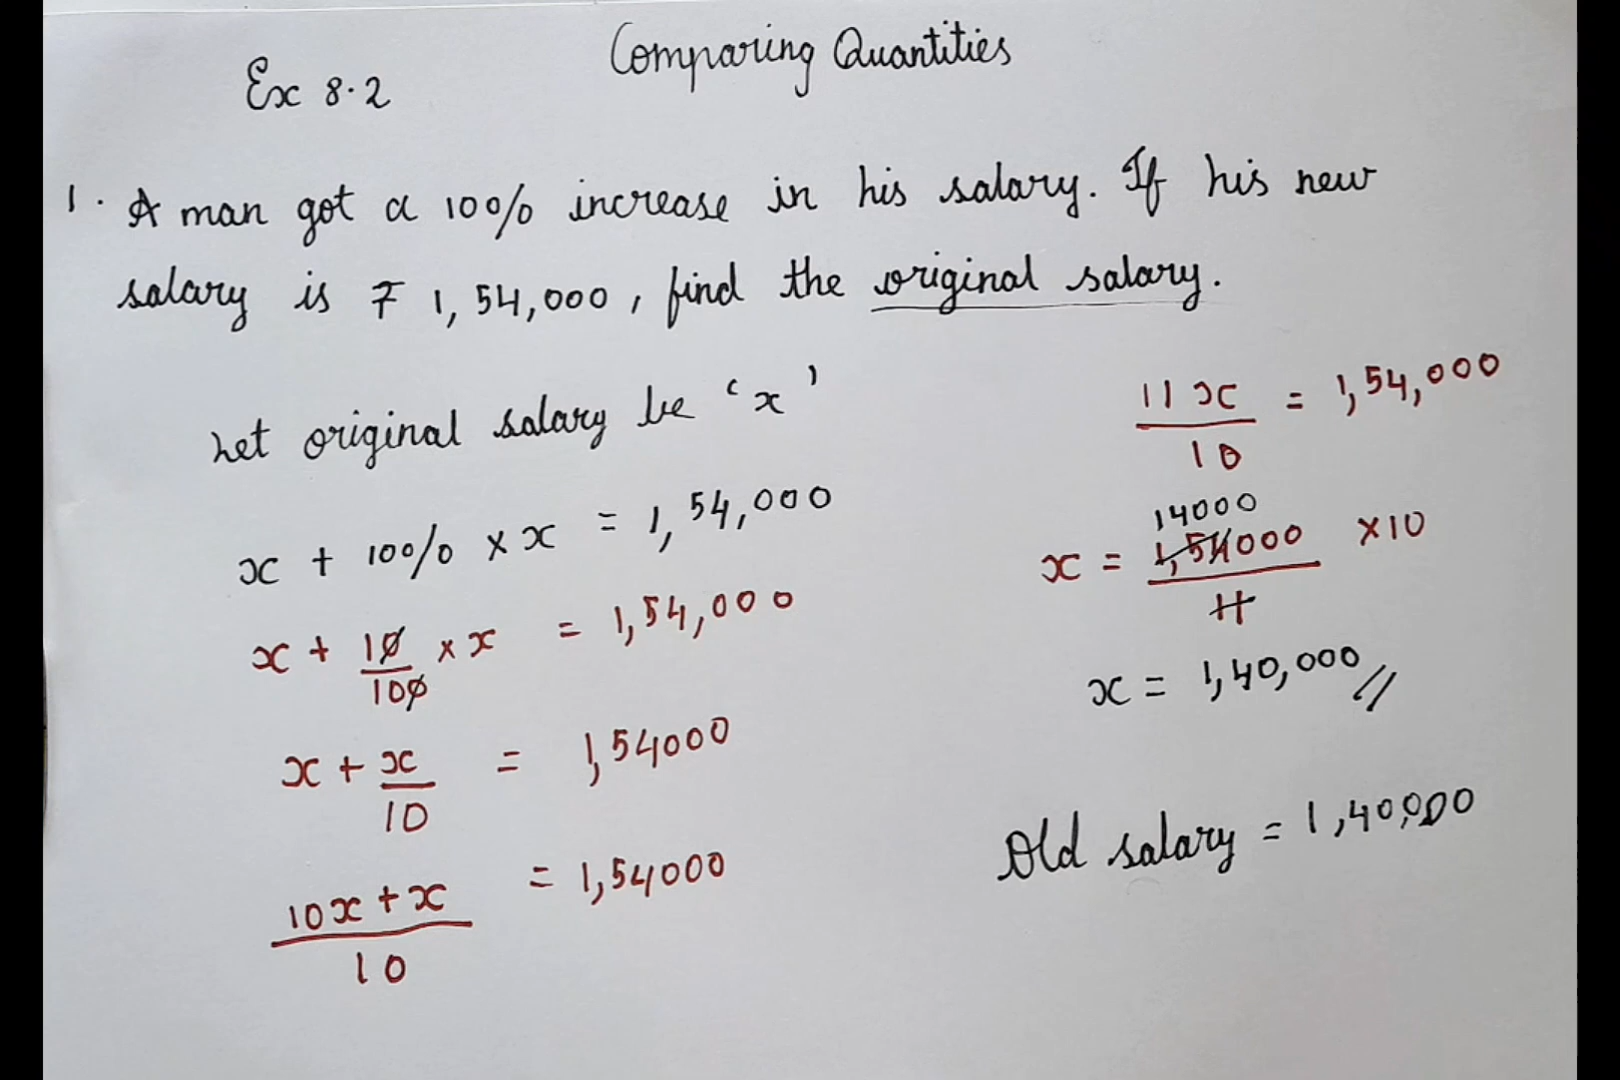 Comparing Quantities
Ex 8.2
1. A man got a 10% increase in his salary. If his new
salary is ₹ 1,54,000, find the original salary.
Let original salary be 'x'
x + 10% × x = 1,54,000
x + 10/100 × x = 1,54,000
x + x/10 = 1,54000
10x + x/10 = 1,54000
11x/10 = 1,54,000
14000
x = 1,54000/11 × 10
x = 1,40,000//
Old salary = 1,40,000